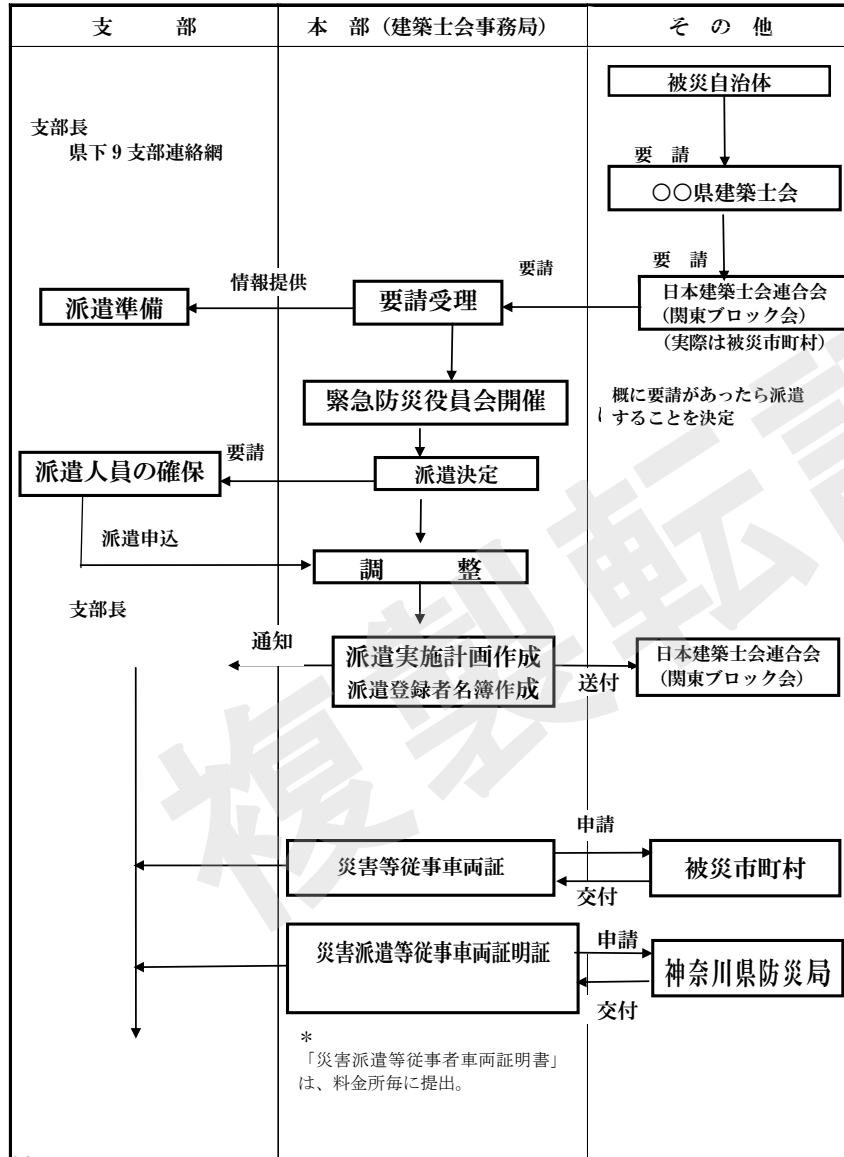 支　部
本　部（建築士会事務局）
そ　の　他
被災自治体
支部長
県下9支部連絡網
要　請
○○県建築士会
要　請
要請
情報提供
派遣準備
要請受理
日本建築士会連合会
(関東ブロック会)
(実際は被災市町村)
緊急防災役員会開催
概に要請があったら派遣
することを決定
要請
派遣人員の確保
派遣決定
派遣申込
調　整
支部長
通知
派遣実施計画作成
派遣登録者名簿作成
送付
日本建築士会連合会
(関東ブロック会)
申請
災害等従事車両証
被災市町村
交付
災害派遣等従事車両証明証
申請
神奈川県防災局
交付
＊
「災害派遣等従事者車両証明書」
は、料金所毎に提出。
複製転